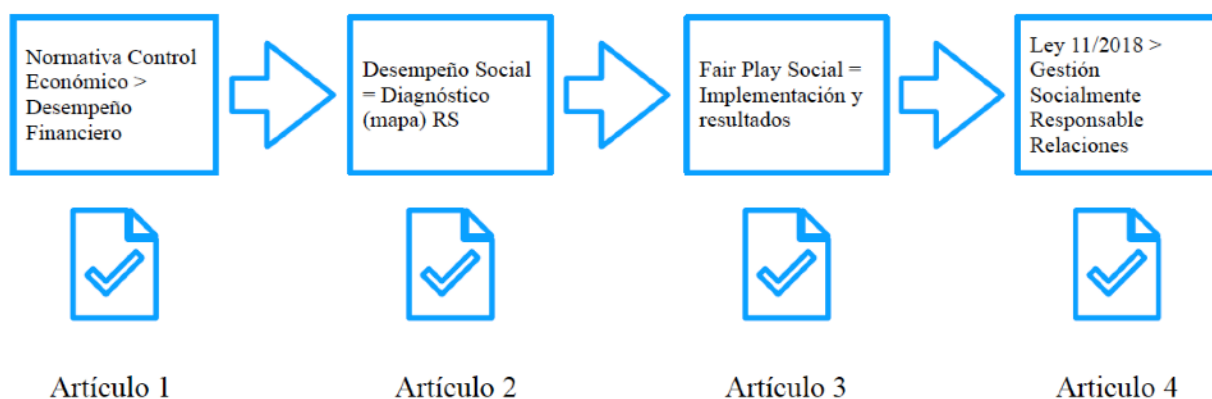 Normativa Control
Económico >
Desempeño
Financiero
Desempeño Social
= Diagnóstico
(mapa) RS
Fair Play Social =
Implementación y
resultados
Ley 11/2018 >
Gestión
Socialmente
Responsable
Relaciones
Artículo 1
Artículo 2
Artículo 3
Articulo 4